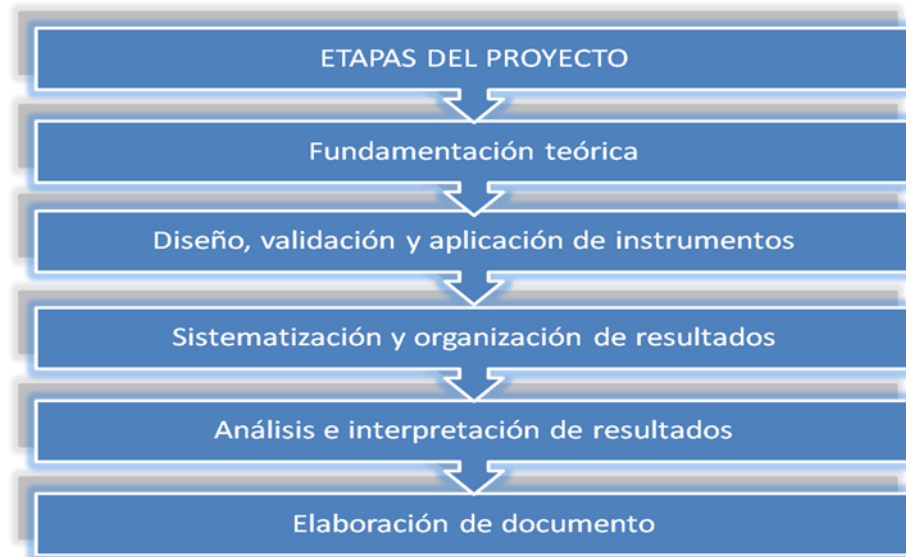 ETAPAS DEL PROYECTO
Fundamentación teórica
Diseño, validación y aplicación de instrumentos
Sistematización y organización de resultados
Análisis e interpretación de resultados
Elaboración de documento